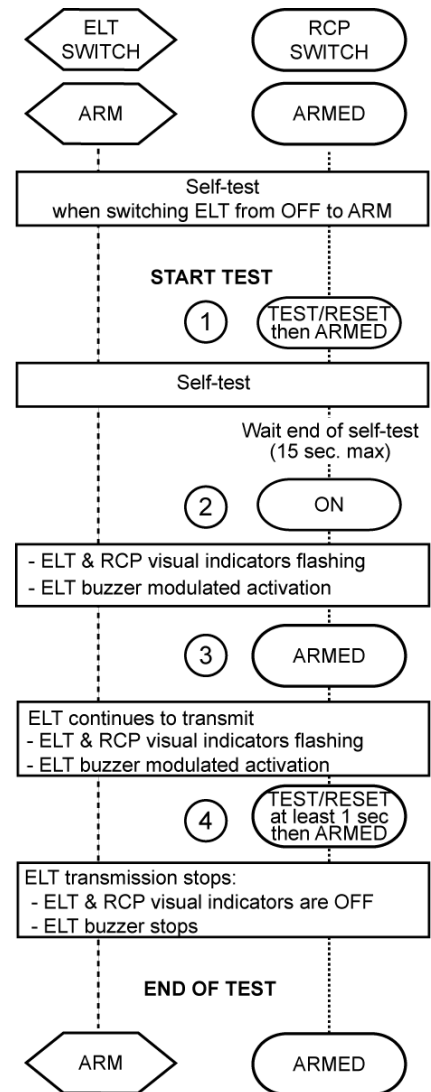 ELT
SWITCH
RCP
SWITCH
ARM
ARMED
Self-test
when switching ELT from OFF to ARM
START TEST
1
TEST/RESET
then ARMED
Self-test
Wait end of self-test
(15 sec. max)
2
ON
- ELT & RCP visual indicators flashing
- ELT buzzer modulated activation
3
ARMED
ELT continues to transmit
- ELT & RCP visual indicators flashing
- ELT buzzer modulated activation
4
TEST/RESET
at least 1 sec
then ARMED
ELT transmission stops:
- ELT & RCP visual indicators are OFF
- ELT buzzer stops
END OF TEST
ARM
ARMED